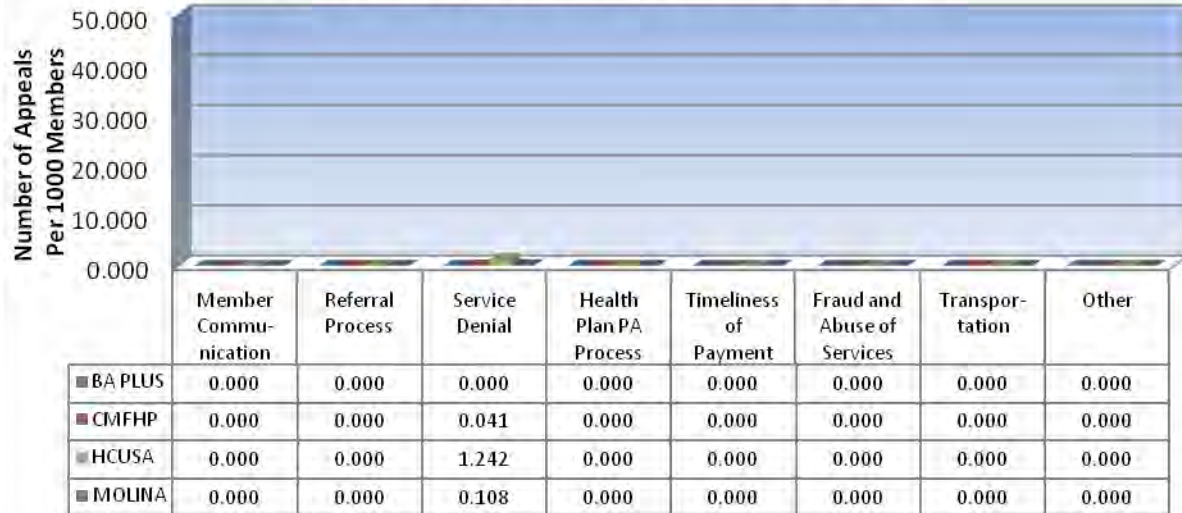 Number of Appeals
Per 1000 Members
50.000
40.000
30.000
20.000
10.000
0.000
Member
Commu-
nication
Referral
Process
Service
Denial
Health
Plan PA
Process
Timeliness
of
Payment
Fraud and
Abuse of
Services
Transpor-
tation
Other
BA PLUS 0.000 0.000 0.000 0.000 0.000 0.000 0.000 0.000
CMFHP 0.000 0.000 0.041 0.000 0.000 0.000 0.000 0.000
HCUSA 0.000 0.000 1.242 0.000 0.000 0.000 0.000 0.000
MOLINA 0.000 0.000 0.108 0.000 0.000 0.000 0.000 0.000